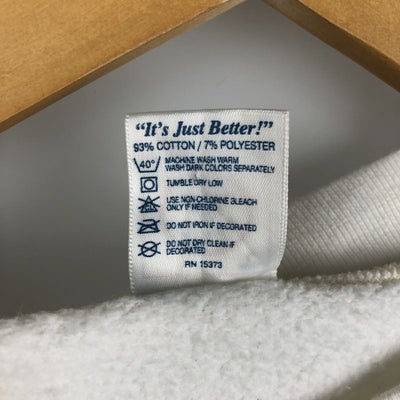 "It's Just Better!"
93% COTTON / 7% POLYESTER
40° MACHINE WASH WARM
WASH DARK COLORS SEPARATELY
TUMBLE DRY LOW
USE NON-CHLORINE BLEACH
ONLY IF NEEDED
DO NOT IRON IF DECORATED
DO NOT DRY CLEAN IF
DECORATED
RN 15373